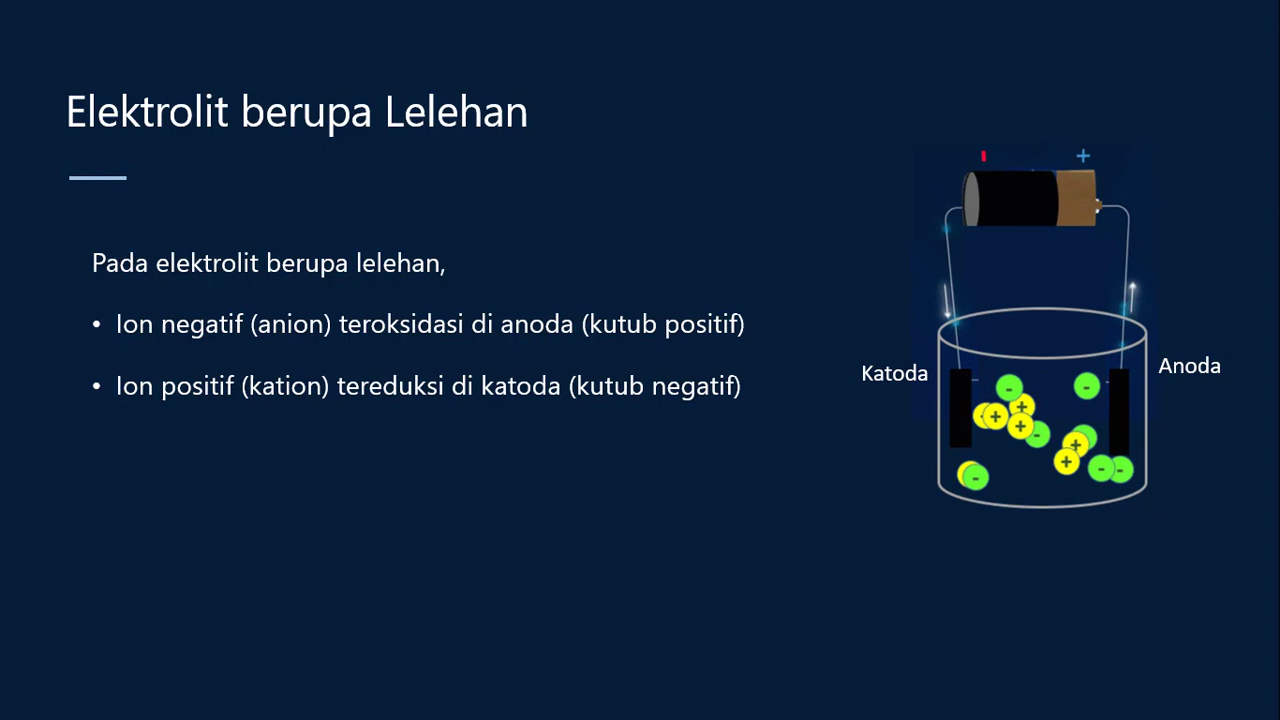 Elektrolit berupa Lelehan
Pada elektrolit berupa lelehan,
• Ion negatif (anion) teroksidasi di anoda (kutub positif)
• Ion positif (kation) tereduksi di katoda (kutub negatif)
Katoda
Anoda